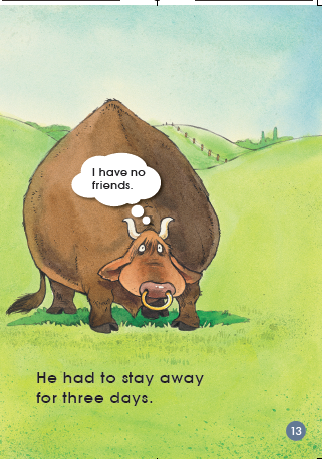 I have no
friends.
He had to stay away
for three days.
13